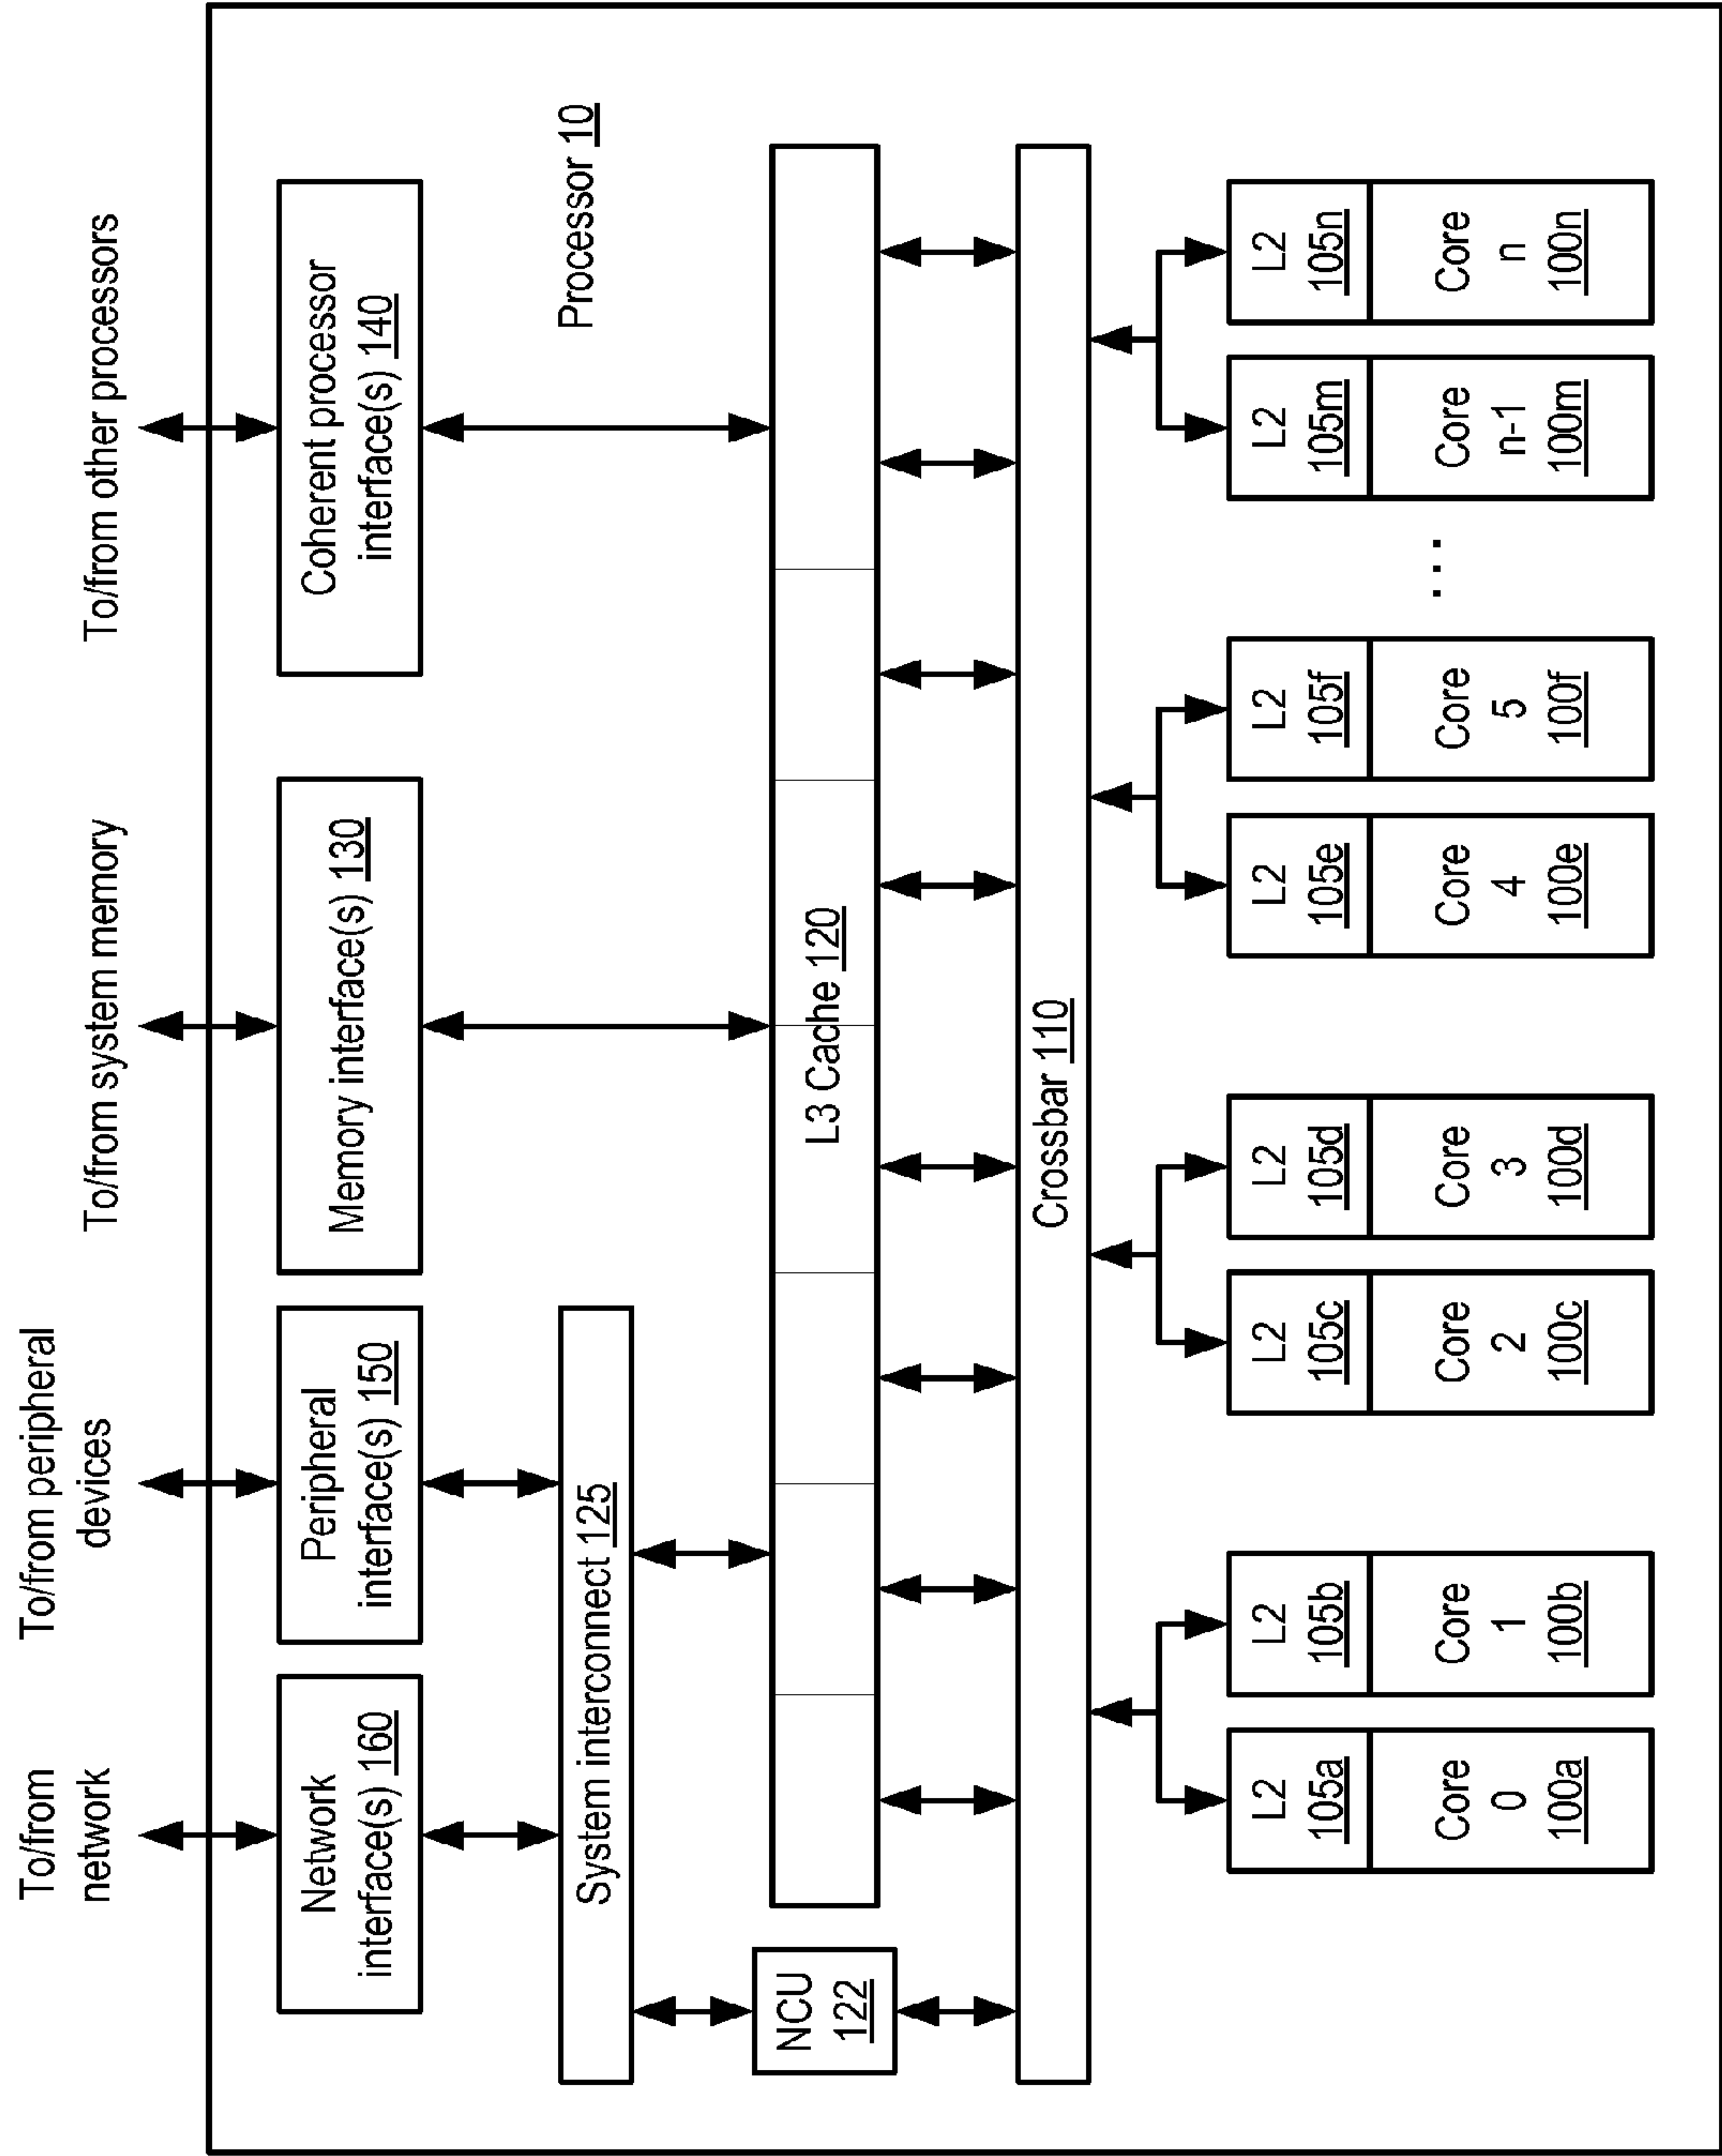 To/from
network
To/from peripheral
devices
To/from system memory
To/from other processors
Network
interface(s) 160
Peripheral
interface(s) 150
Memory interface(s) 130
Coherent processor
interface(s) 140
System interconnect 125
Processor 10
NCU
122
L3 Cache 120
Crossbar 110
L2
105a
L2
105b
L2
105c
L2
105d
L2
105e
L2
105f
L2
105m
L2
105n
Core
0
100a
Core
1
100b
Core
2
100c
Core
3
100d
Core
4
100e
Core
5
100f
...
Core
n-1
100m
Core
n
100n